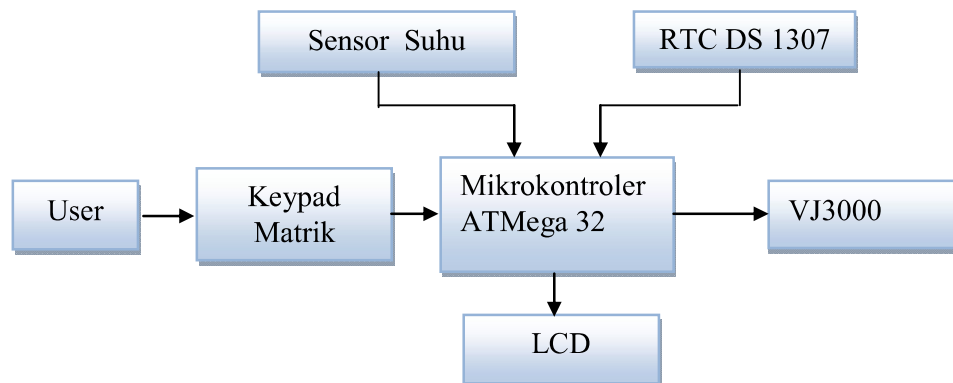 Sensor Suhu
RTC DS 1307
User
Keypad
Matrik
Mikrokontroler
ATMega 32
VJ3000
LCD